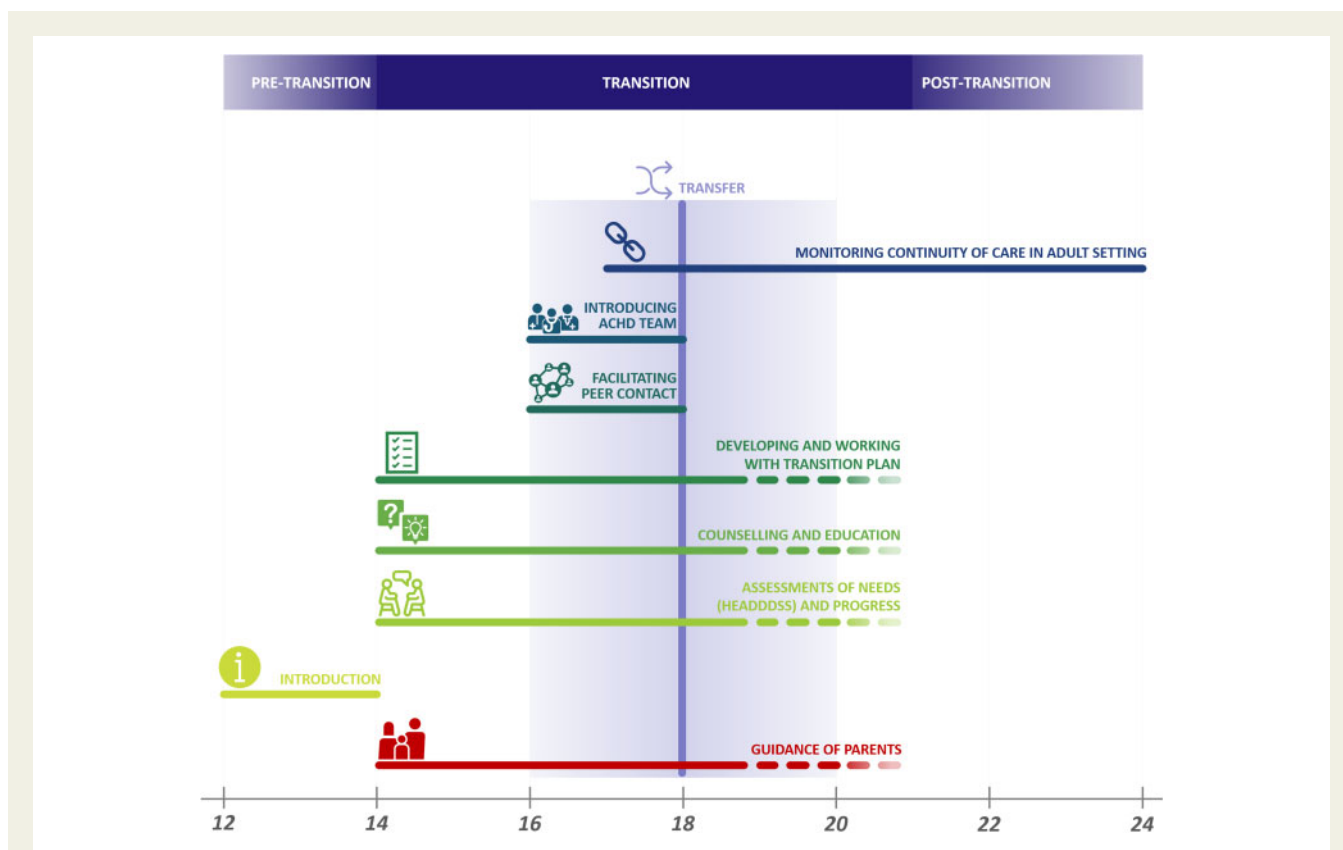 PRE-TRANSITION
TRANSITION
POST-TRANSITION
TRANSFER
MONITORING CONTINUITY OF CARE IN ADULT SETTING
INTRODUCING
ACHD TEAM
FACILITATING
PEER CONTACT
DEVELOPING AND WORKING
WITH TRANSITION PLAN
?
COUNSELLING AND EDUCATION
ASSESSMENTS OF NEEDS
(HEADDDSS) AND PROGRESS
i
INTRODUCTION
GUIDANCE OF PARENTS
12
14
16
18
20
22
24